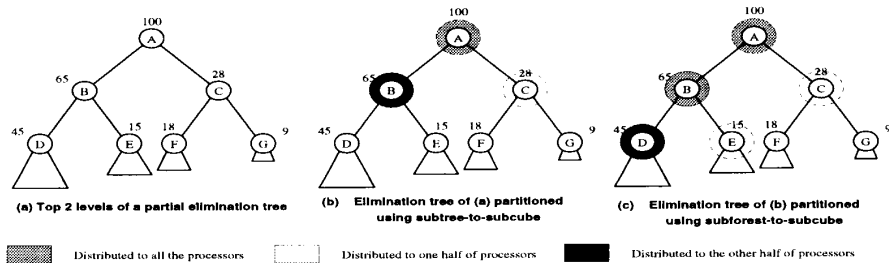 100
A
65
B
28
C
45
D
15
E
18
F
9
G
(a) Top 2 levels of a partial elimination tree
100
A
65
B
28
C
45
D
15
E
18
F
9
G
(b) Elimination tree of (a) partitioned
using subtree-to-subcube
100
A
65
B
28
C
45
D
15
E
18
F
9
G
(c) Elimination tree of (b) partitioned
using subforest-to-subcube
Distributed to all the processors
Distributed to one half of processors
Distributed to the other half of processors